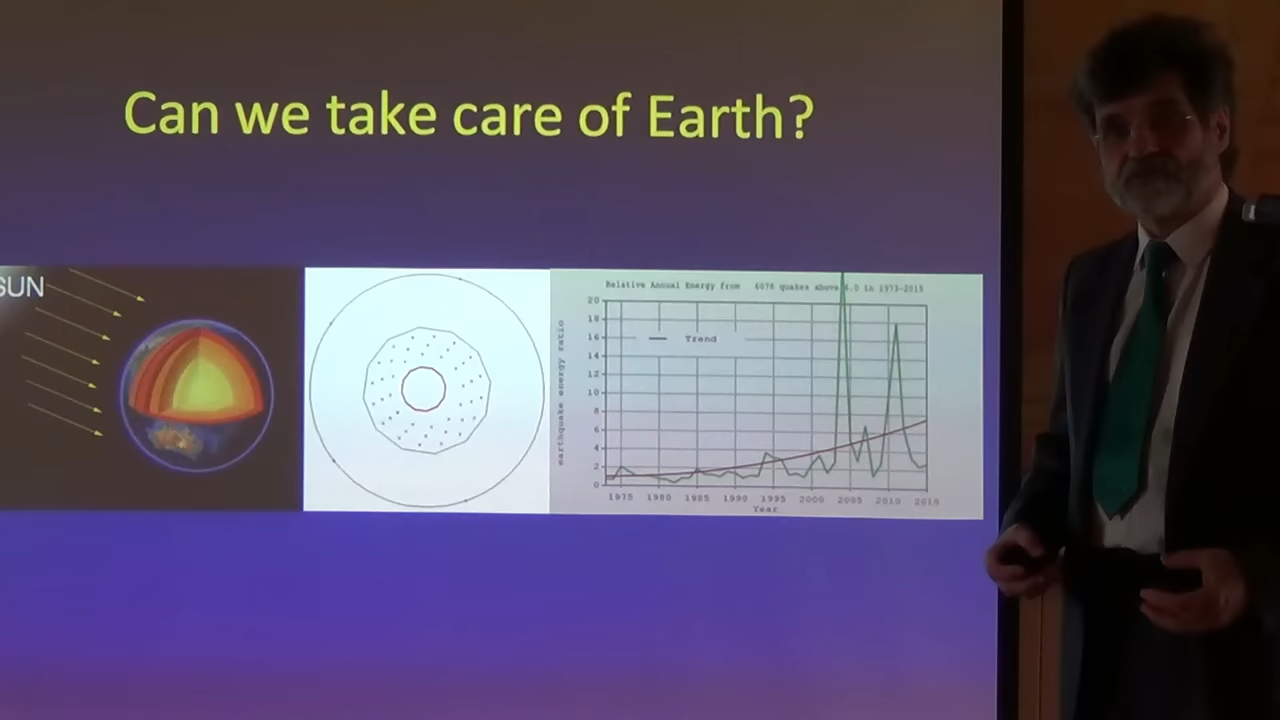 Can we take care of Earth?
SUN
Relative Annual Energy from 6078 quakes above 6.0 in 1973-2015
earthquake energy ratio
20
18
16
14
12
10
8
6
4
2
0
Trend
1975 1980 1985 1990 1995 2000 2005 2010 2015
Year